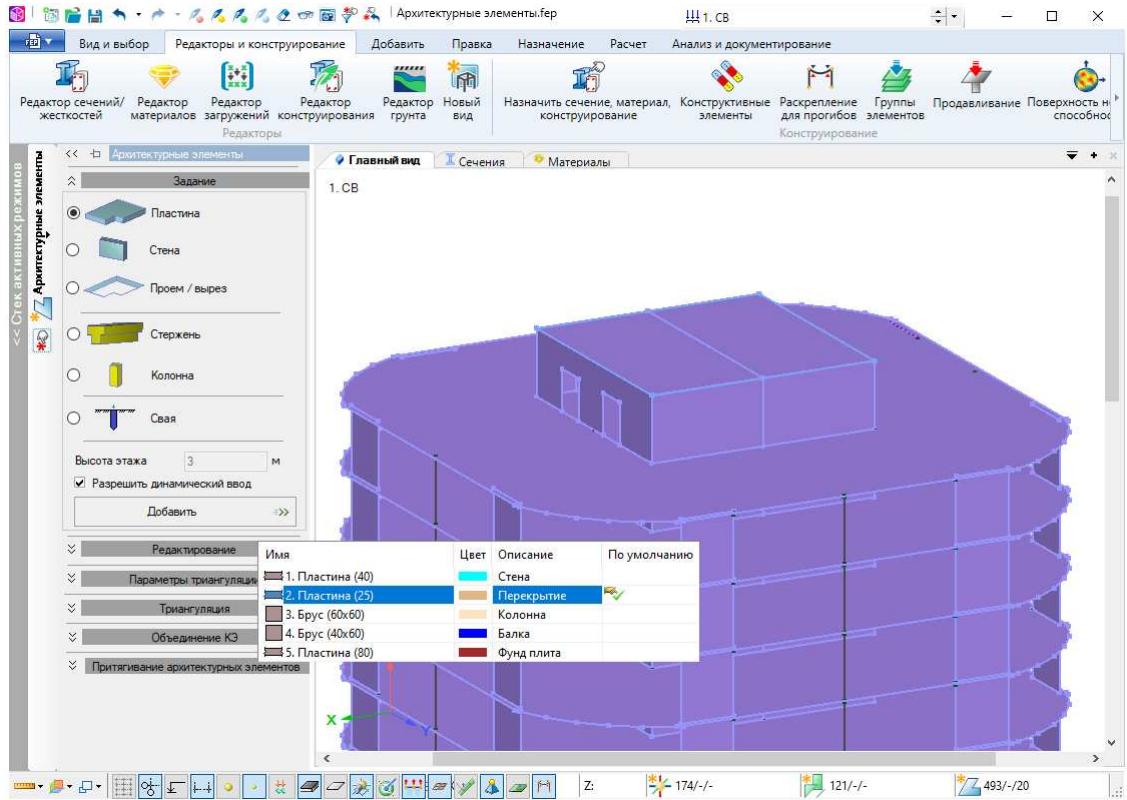 Архитектурные элементы.fep
1. СВ
FEP
Вид и выбор Редакторы и конструирование Добавить Правка Назначение Расчет Анализ и документирование
Редактор сечений/ жесткостей
Редактор материалов
Редактор загружений
Редактор конструирования
Редактор грунта
Новый вид
Назначить сечение, материал, конструирование
Конструктивные элементы
Раскрепление для прогибов
Группы элементов
Продавливание
Поверхность н
способнос
Редакторы
Конструирование
<< Стек активных режимов
Архитектурные элементы
<< Архитектурные элементы
Главный вид Сечения Материалы
Задание
1. СВ
Пластина
Стена
Проем / вырез
Стержень
Колонна
Свая
Высота этажа 3 м
Разрешить динамический ввод
Добавить
Редактирование
Параметры триангуляции
Триангуляция
Объединение КЭ
Притягивание архитектурных элементов
Имя Цвет Описание По умолчанию
1. Пластина (40) Стена
2. Пластина (25) Перекрытие
3. Брус (60x60) Колонна
4. Брус (40x60) Балка
5. Пластина (80) Фунд плита
X
Y
Z: 174/-/- 121/-/- 493/-/20